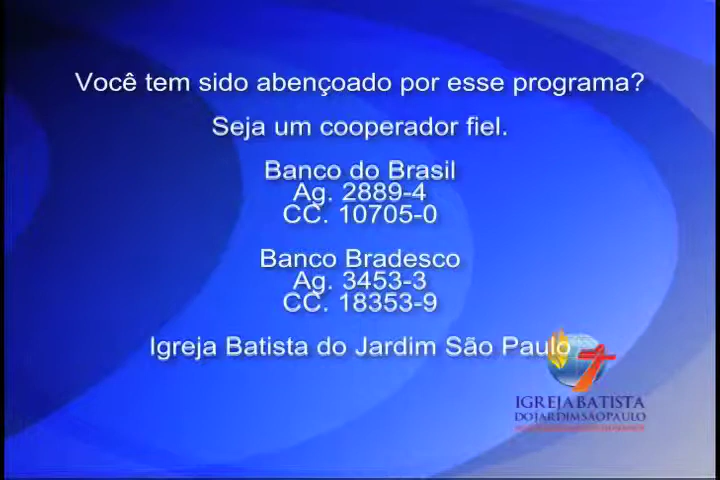 Você tem sido abençoado por esse programa?
Seja um cooperador fiel.
Banco do Brasil
Ag. 2889-4
CC. 10705-0
Banco Bradesco
Ag. 3453-3
CC. 18353-9
Igreja Batista do Jardim São Paulo
IGREJA BATISTA
DO JARDIM SÃO PAULO